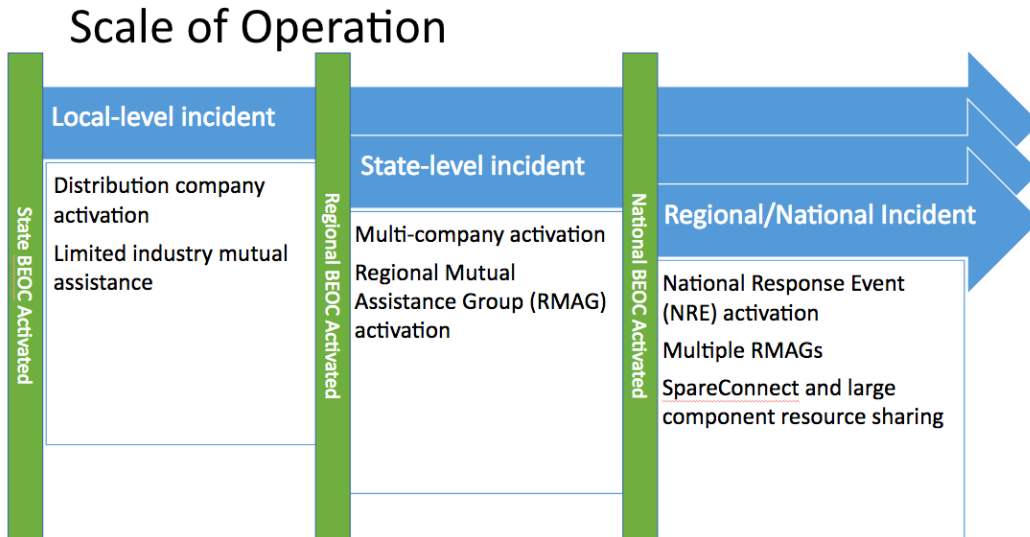 Scale of Operation
State BEOC Activated
Local-level incident
Distribution company
activation
Limited industry mutual
assistance
Regional BEOC Activated
State-level incident
Multi-company activation
Regional Mutual
Assistance Group (RMAG)
activation
National BEOC Activated
Regional/National Incident
National Response Event
(NRE) activation
Multiple RMAGs
SpareConnect and large
component resource sharing